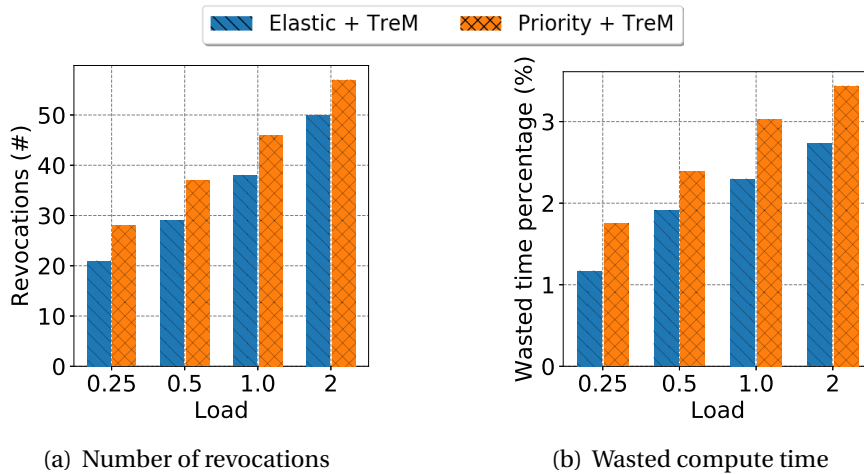 Elastic + TreM Priority + TreM
Revocations (#)
50
40
30
20
10
0
0.25 0.5 1.0 2
Load
(a) Number of revocations
Wasted time percentage (%)
3
2
1
0
0.25 0.5 1.0 2
Load
(b) Wasted compute time